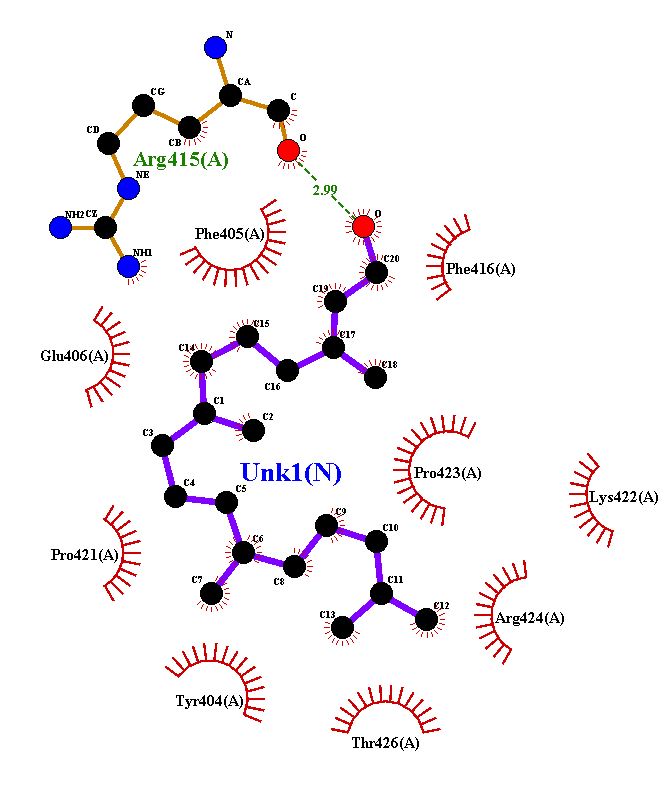 N
CA
C
CG
CB
O
CD
Arg415(A)
NE
2.99
NH2
CZ
O
Phe405(A)
NH1
C20
Phe416(A)
C19
C15
C17
Glu406(A)
C14
C16
C18
C1
C2
C3
Unk1(N)
Pro423(A)
C4
C5
Lys422(A)
C9
C10
Pro421(A)
C6
C7
C8
C11
C13
C12
Arg424(A)
Tyr404(A)
Thr426(A)